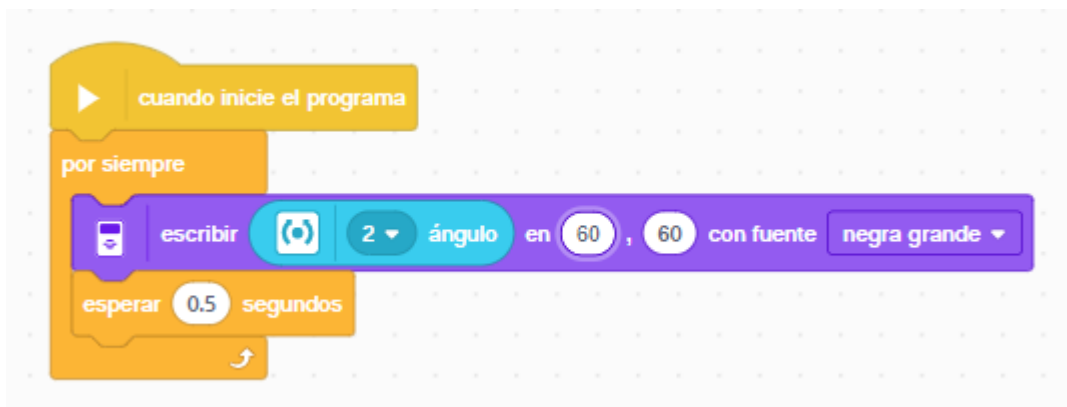 cuando inicie el programa
por siempre
escribir 2 ángulo en 60 , 60 con fuente negra grande
esperar 0.5 segundos